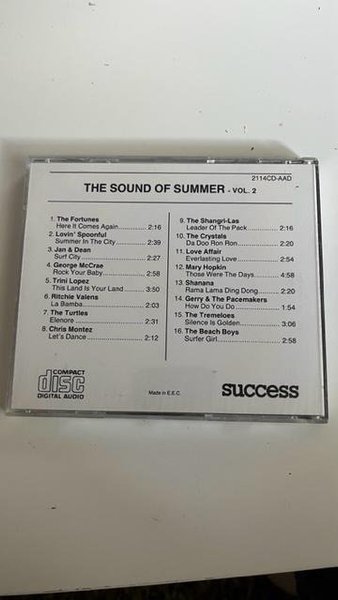 2114CD-AAD
THE SOUND OF SUMMER - VOL. 2
1. The Fortunes
Here It Comes Again 2:16
2. Lovin' Spoonful
Summer In The City 2:39
3. Jan & Dean
Surf City 2:27
4. George McCrae
Rock Your Baby 2:58
5. Trini Lopez
This Land Is Your Land 3:50
6. Ritchie Valens
La Bamba 2:03
7. The Turtles
Elenore 2:31
8. Chris Montez
Let's Dance 2:12
9. The Shangri-Las
Leader Of The Pack 2:16
10. The Crystals
Da Doo Ron Ron 2:20
11. Love Affair
Everlasting Love 2:54
12. Mary Hopkin
Those Were The Days 4:58
13. Shanana
Rama Lama Ding Dong 2:20
14. Gerry & The Pacemakers
How Do You Do 1:54
15. The Tremeloes
Silence Is Golden 3:06
16. The Beach Boys
Surfer Girl 2:58
COMPACT
disc
DIGITAL AUDIO
Made in E.E.C.
success